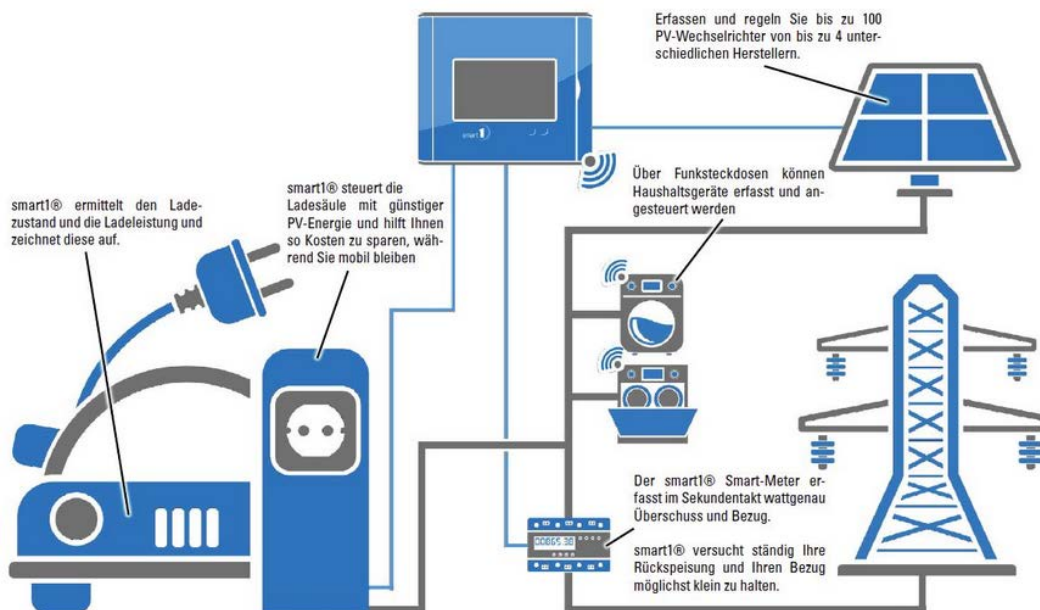 Erfassen und regeln Sie bis zu 100
PV-Wechselrichter von bis zu 4 unter-
schiedlichen Herstellern.
smart1
Über Funksteckdosen können
Haushaltsgeräte erfasst und an-
gesteuert werden
smart1® ermittelt den Lade-
zustand und die Ladeleistung und
zeichnet diese auf.
smart1® steuert die
Ladesäule mit günstiger
PV-Energie und hilft Ihnen
so Kosten zu sparen, wäh-
rend Sie mobil bleiben
Der smart1® Smart-Meter er-
fasst im Sekundentakt wattgenau
Überschuss und Bezug.
smart1® versucht ständig Ihre
Rückspeisung und Ihren Bezug
möglichst klein zu halten.